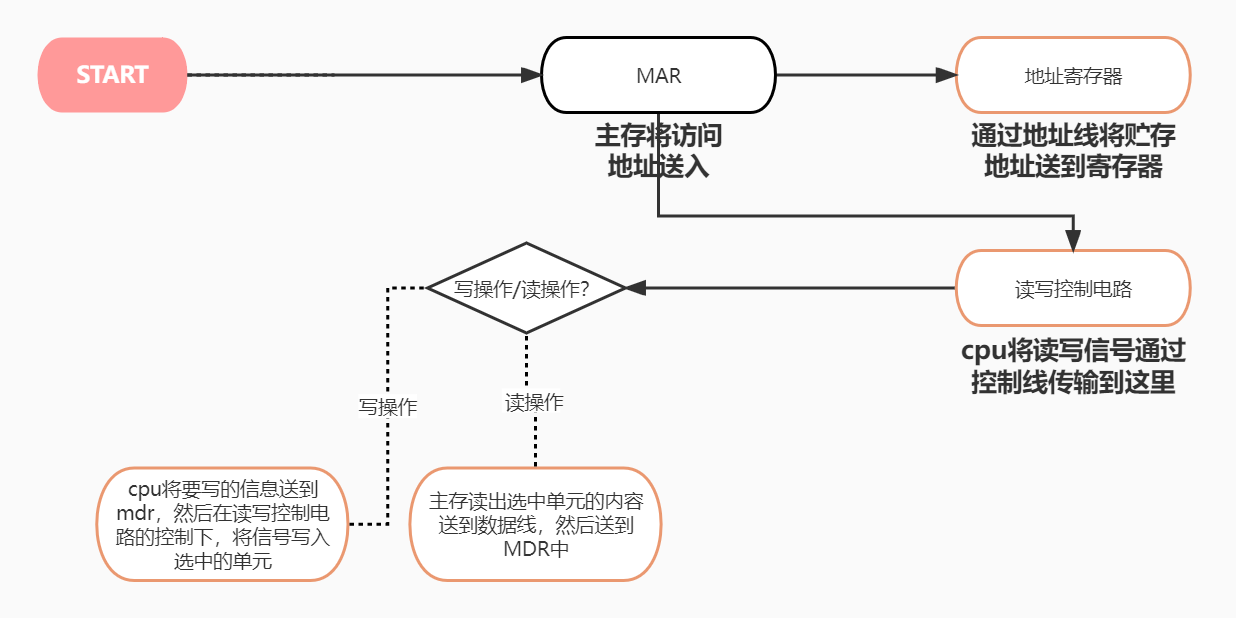 START
MAR
地址寄存器
主存将访问
地址送入
通过地址线将贮存
地址送到寄存器
写操作/读操作?
读写控制电路
cpu将读写信号通过
控制线传输到这里
写操作
读操作
cpu将要写的信息送到
mdr，然后在读写控制电
路的控制下，将信号写入
选中的单元
主存读出选中单元的内容
送到数据线，然后送到
MDR中